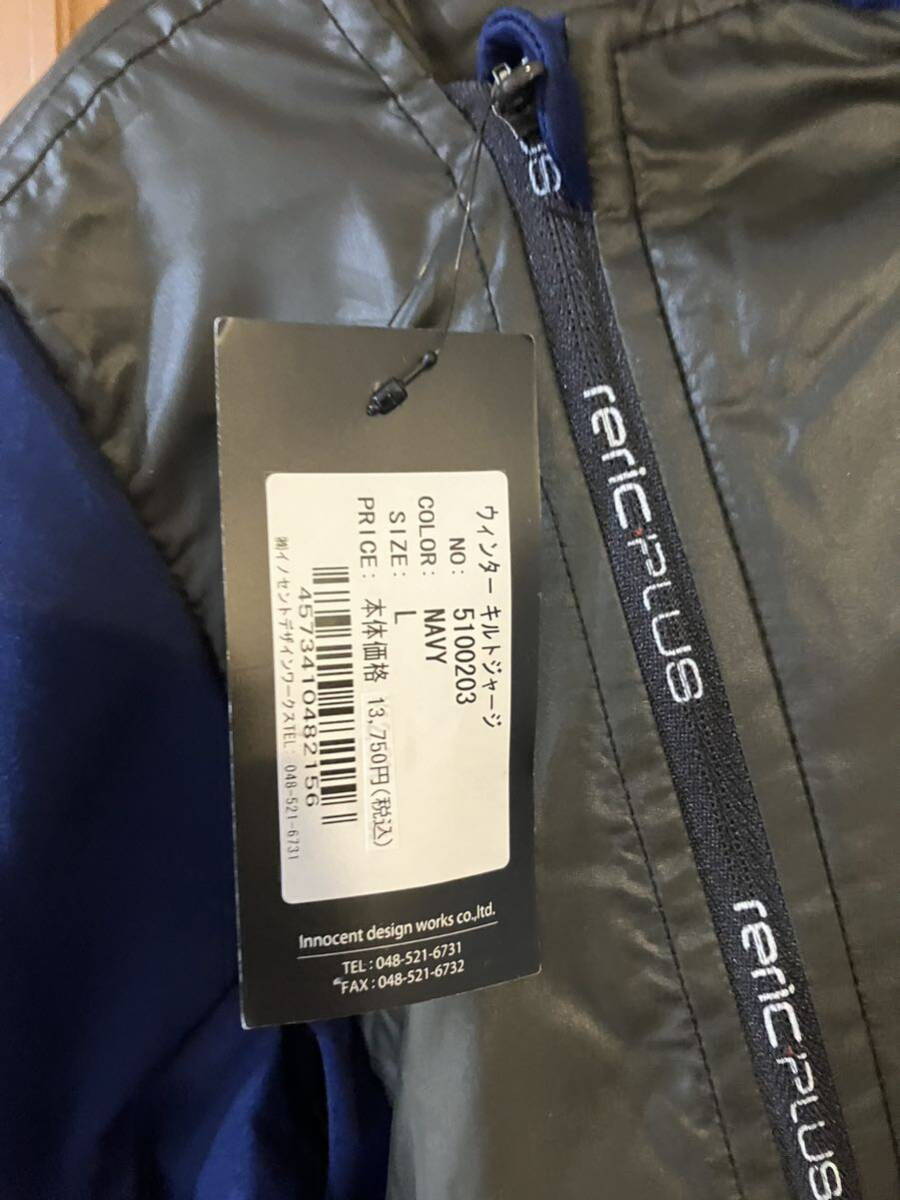 ウィンター キルトジャージ
NO: 5100203
COLOR: NAVY
SIZE: L
PRICE: 本体価格 13,750円(税込)
4573410482156
㈱イノセントデザインワークスTEL: 048-521-6731
Innocent design works co.,ltd.
TEL : 048-521-6731
FAX : 048-521-6732
US
reric PLUS
reric PLUS